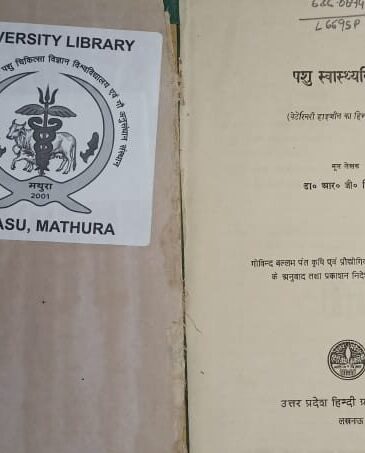 VERSITY LIBRARY
पशु चिकित्सा विज्ञान विश्वविद्यालय एवं गौ अनुसंधान संस्थान
मथुरा
2001
ASU, MATHURA
L669SP
पशु स्वास्थ्यवि
(वेटेरिनरी हाइजीन का हिन्
मूल लेखक
डा० आर० वी०
गोविन्द बल्लभ पंत कृषि एवं प्रौद्योगि
के अनुवाद तथा प्रकाशन निदे
उत्तर प्रदेश हिन्दी ग्र
लखनऊ